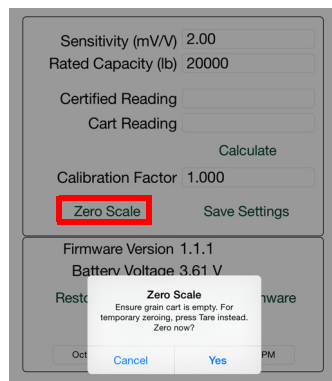 Sensitivity (mV/V) 2.00
Rated Capacity (lb) 20000
Certified Reading
Cart Reading
Calculate
Calibration Factor 1.000
Zero Scale Save Settings
Firmware Version 1.1.1
Battery Voltage 3.61 V
Zero Scale
Ensure grain cart is empty. For
temporary zeroing, press Tare instead.
Zero now?
Cancel Yes
PM